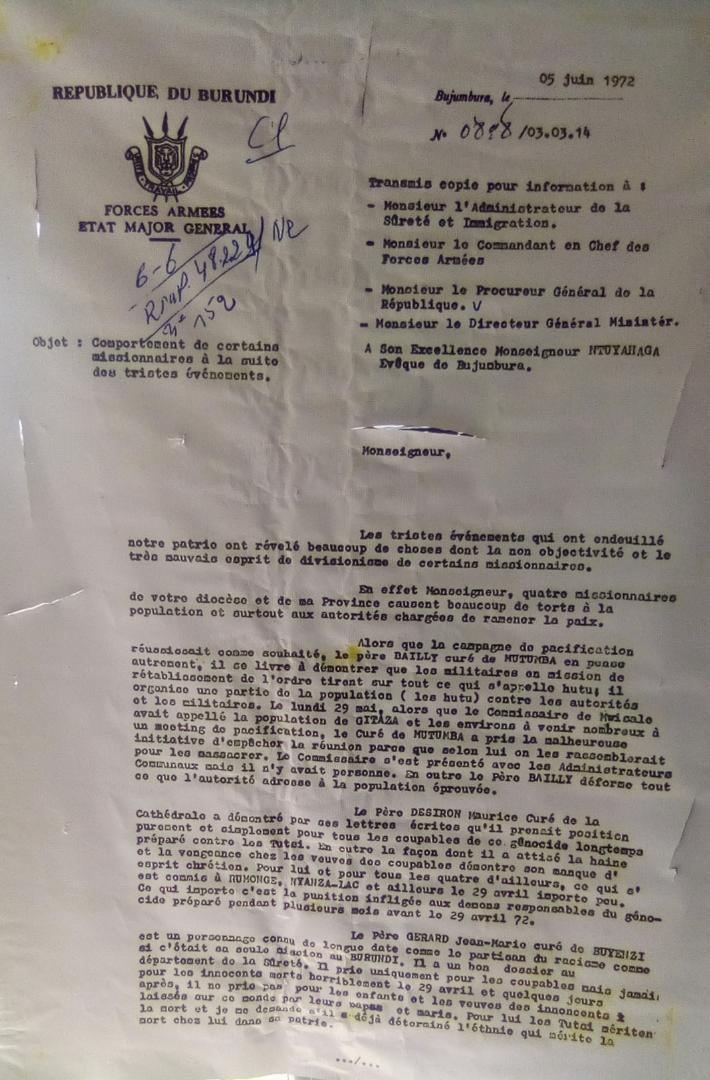 05 juin 1972
REPUBLIQUE DU BURUNDI
Bujumbura, le
N° 0878 /03.03.14
C1
TRAVAIL
FORCES ARMEES
ETAT MAJOR GENERAL
6-6
N° 159
Transmis copie pour information à :
- Monsieur l'Administrateur de la
Sûreté et Immigration.
- Monsieur le Commandant en Chef des
Forces Armées
- Monsieur le Procureur Général de la
République. V
- Monsieur le Directeur Général Ministér.
Objet : Comportement de certains
missionnaires à la suite
des tristes événements.
A Son Excellence Monseigneur NTUYAHAGA
Evêque de Bujumbura.
Monseigneur,
Les tristes événements qui ont endeuillé
notre patrie ont révelé beaucoup de choses dont la non objectivité et le
très mauvais esprit de divisionisme de certains missionnaires.
En effet Monseigneur, quatre missionnaires
de votre diocèse et de ma Province causent beaucoup de torts à la
population et surtout aux autorités chargées de ramener la paix.
Alors que la campagne de pacification
réussissait comme souhaité, le père BAILLY curé de MUTUMBA en pense
autrement, il se livre à démontrer que les militaires en mission de
rétablissement de l'ordre tirent sur tout ce qui s'appelle hutu; il
organise une partie de la population ( les hutu) contre les autorités
et les militaires. Le lundi 29 mai, alors que le Commissaire de Mwisale
avait appellé la population de GITAZA et les environs à venir nombreux à
un meeting de pacification, le Curé de MUTUMBA a pris la malheureuse
initiative d'empêcher la réunion parce que selon lui on les rassemblerait
pour les massacrer. Le Commissaire s'est présenté avec les Administrateurs
Communaux mais il n'y avait personne. En outre le Père BAILLY déforme tout
ce que l'autorité adresse à la population éprouvée.
Le Père DESIRON Maurice Curé de la
Cathédrale a démontré par ses lettres écrites qu'il prenait position
purement et simplement pour tous les coupables de ce génocide longtemps
préparé contre les Tutsi. En outre la façon dont il a attisé la haine
et la vengeance chez les veuves des coupables démontre son manque d'
esprit chrétien. Pour lui et pour tous les quatre d'ailleurs, ce qui s'
est commis à RUMONGE, NYANZA-LAC et ailleurs le 29 avril importe peu.
Ce qui importe c'est la punition infligée aux demons responsables du géno-
cide préparé pendant plusieurs mois avant le 29 avril 72.
Le Père GERARD Jean-Marie curé de BUYENZI
est un personnage connu de longue date comme le partisan du racisme comme
si c'était sa seule mission au BURUNDI. Il a un bon dossier au
département de la Sûreté. Il prie uniquement pour les coupables mais jamais
pour les innocents morts horriblement le 29 avril et quelques jours
après, il ne prie pas pour les enfants et les veuves des innocents
laissés sur ce monde par leurs papas et maris. Pour lui les Tutsi méritent
la mort et je me demande s'il a déjà déterminé l'éthnie qui mérite la
mort chez lui dans sa patrie.
.../...